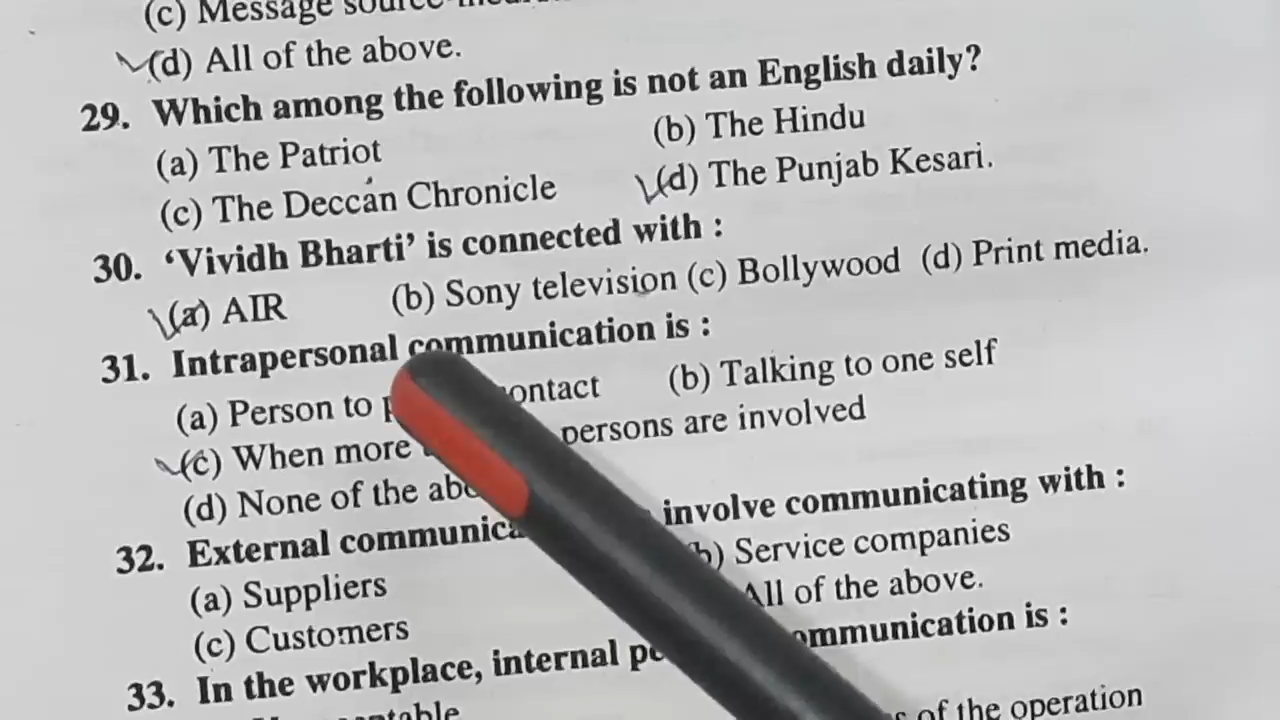 (c) Message
(d) All of the above.
29. Which among the following is not an English daily?
(a) The Patriot (b) The Hindu
(c) The Deccan Chronicle (d) The Punjab Kesari.
30. ‘Vividh Bharti’ is connected with :
(a) AIR (b) Sony television (c) Bollywood (d) Print media.
31. Intrapersonal communication is :
(a) Person to contact (b) Talking to one self
(c) When more persons are involved
(d) None of the
32. External involve communicating with :
(a) Suppliers (b) Service companies
(c) Customers All of the above.
33. In the workplace, internal communication is :
of the operation